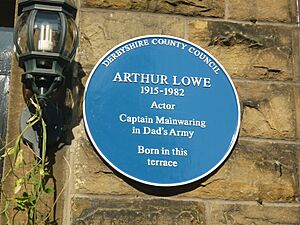 DERBYSHIRE COUNTY COUNCIL
ARTHUR LOWE
1915-1982
Actor
Captain Mainwaring
in Dad's Army
Born in this
terrace